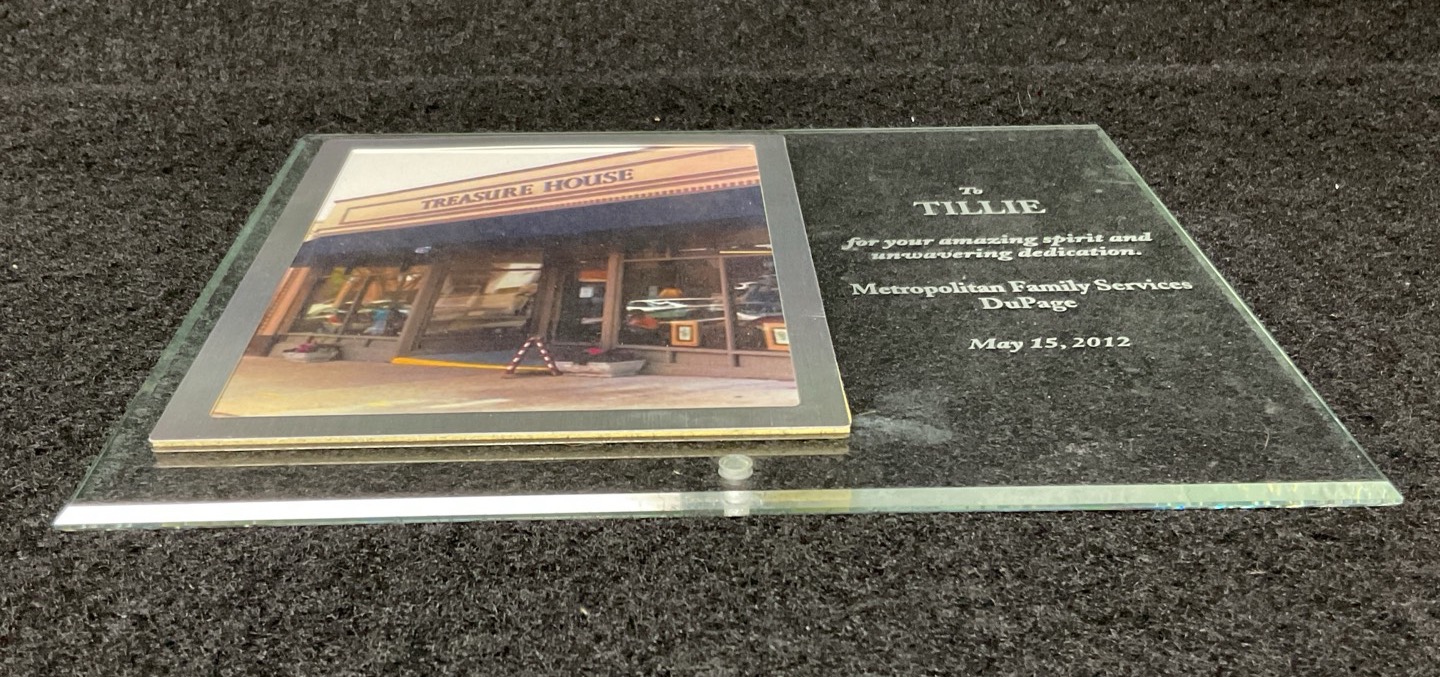 TREASURE HOUSE
To
TILLIE
for your amazing spirit and
unwavering dedication.
Metropolitan Family Services
DuPage
May 15, 2012